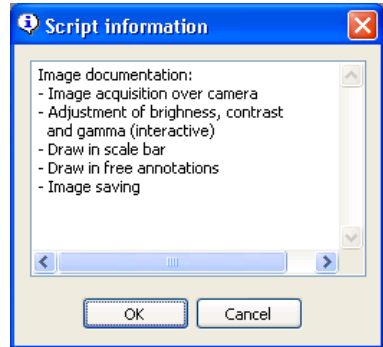 Script information
Image documentation:
- Image acquisition over camera
- Adjustment of brighness, contrast
and gamma (interactive)
- Draw in scale bar
- Draw in free annotations
- Image saving
OK
Cancel